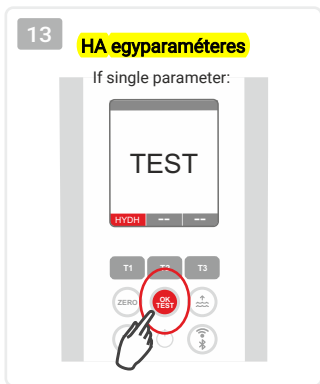 13
HA egyparaméteres
If single parameter:
TEST
HYDH -- --
T1 T2 T3
ZERO OK TEST